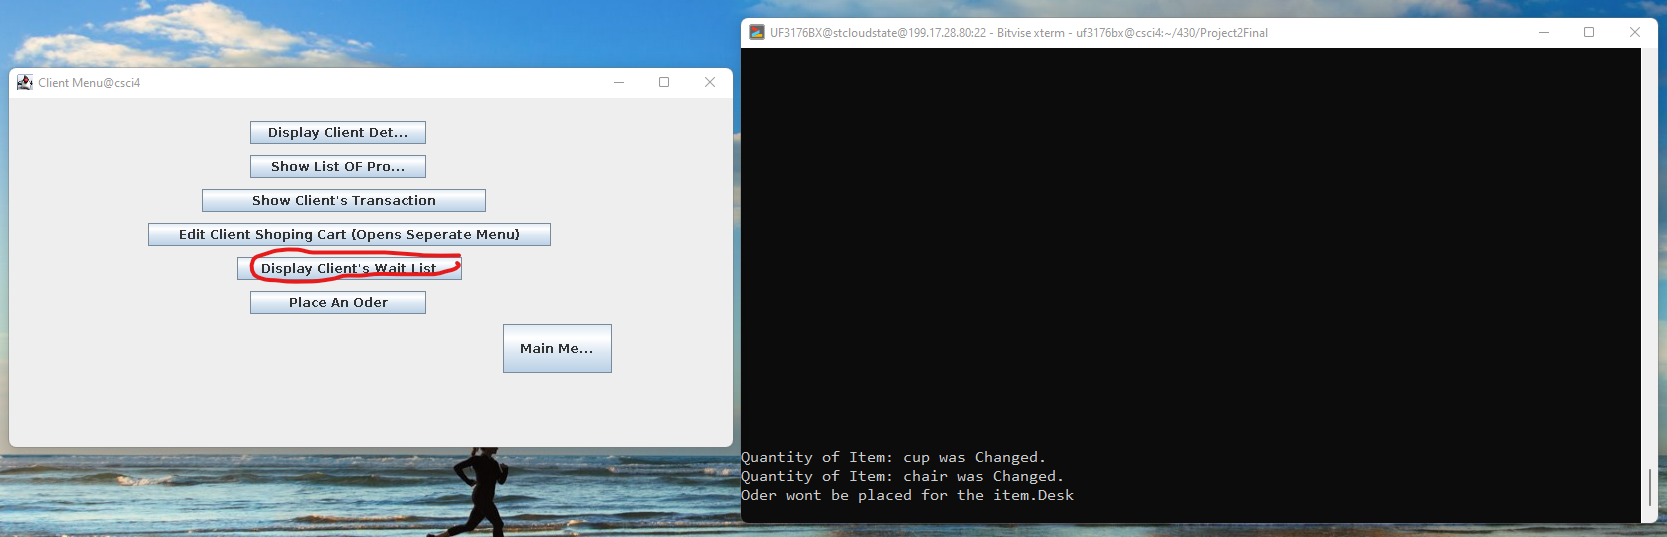 Client Menu@csci4
Display Client Det...
Show List OF Pro...
Show Client's Transaction
Edit Client Shoping Cart (Opens Seperate Menu)
Display Client's Wait List
Place An Oder
Main Me...
UF3176BX@stcloudstate@199.17.28.80:22 - Bitvise xterm - uf3176bx@csci4:~/430/Project2Final
Quantity of Item: cup was Changed.
Quantity of Item: chair was Changed.
Oder wont be placed for the item.Desk